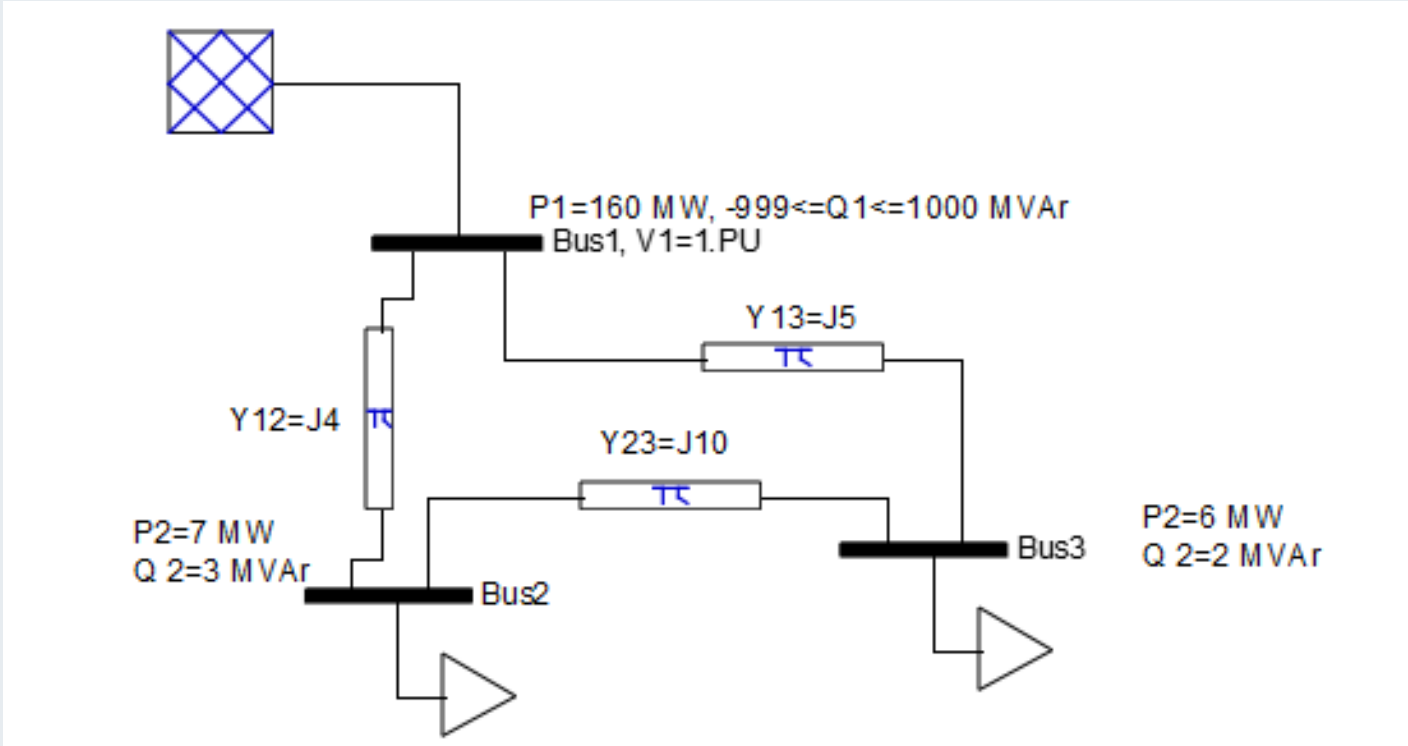 P1=160 MW, -999<=Q1<=1000 MVAr
Bus1, V1=1.PU
Y13=J5
Y12=J4
Y23=J10
P2=7 MW
Q 2=3 MVAr
Bus2
Bus3
P2=6 MW
Q 2=2 MVAr